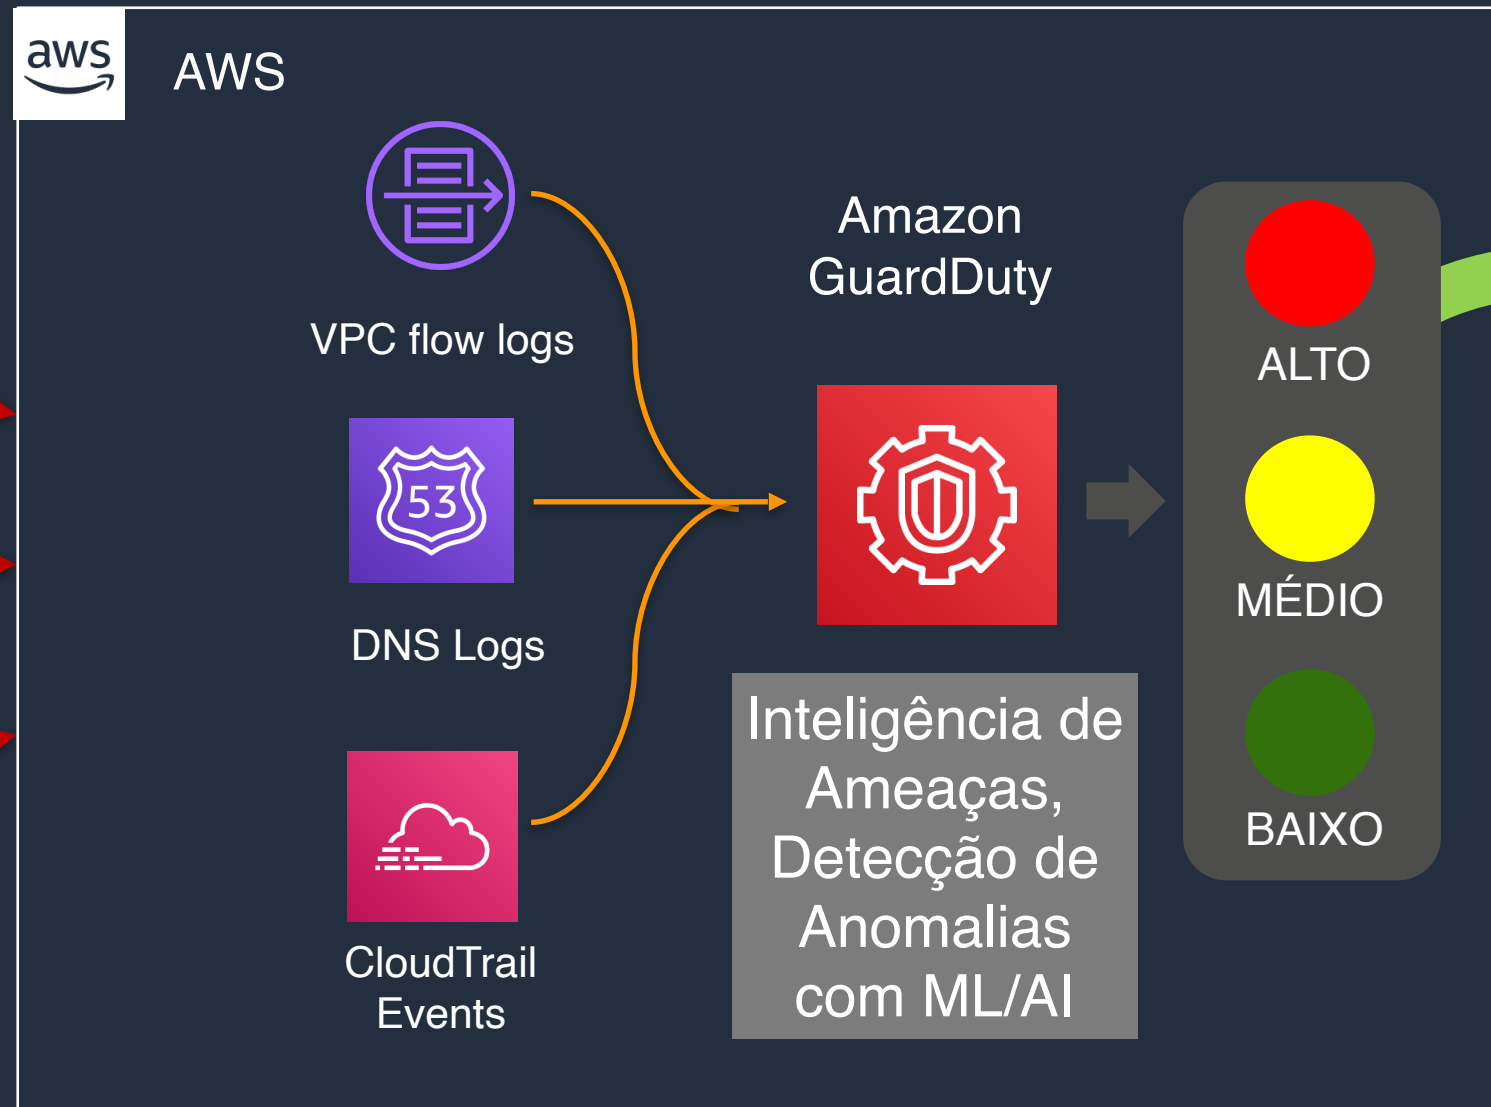 aws
AWS
VPC flow logs
53
DNS Logs
CloudTrail
Events
Amazon
GuardDuty
Inteligência de
Ameaças,
Detecção de
Anomalias
com ML/AI
ALTO
MÉDIO
BAIXO